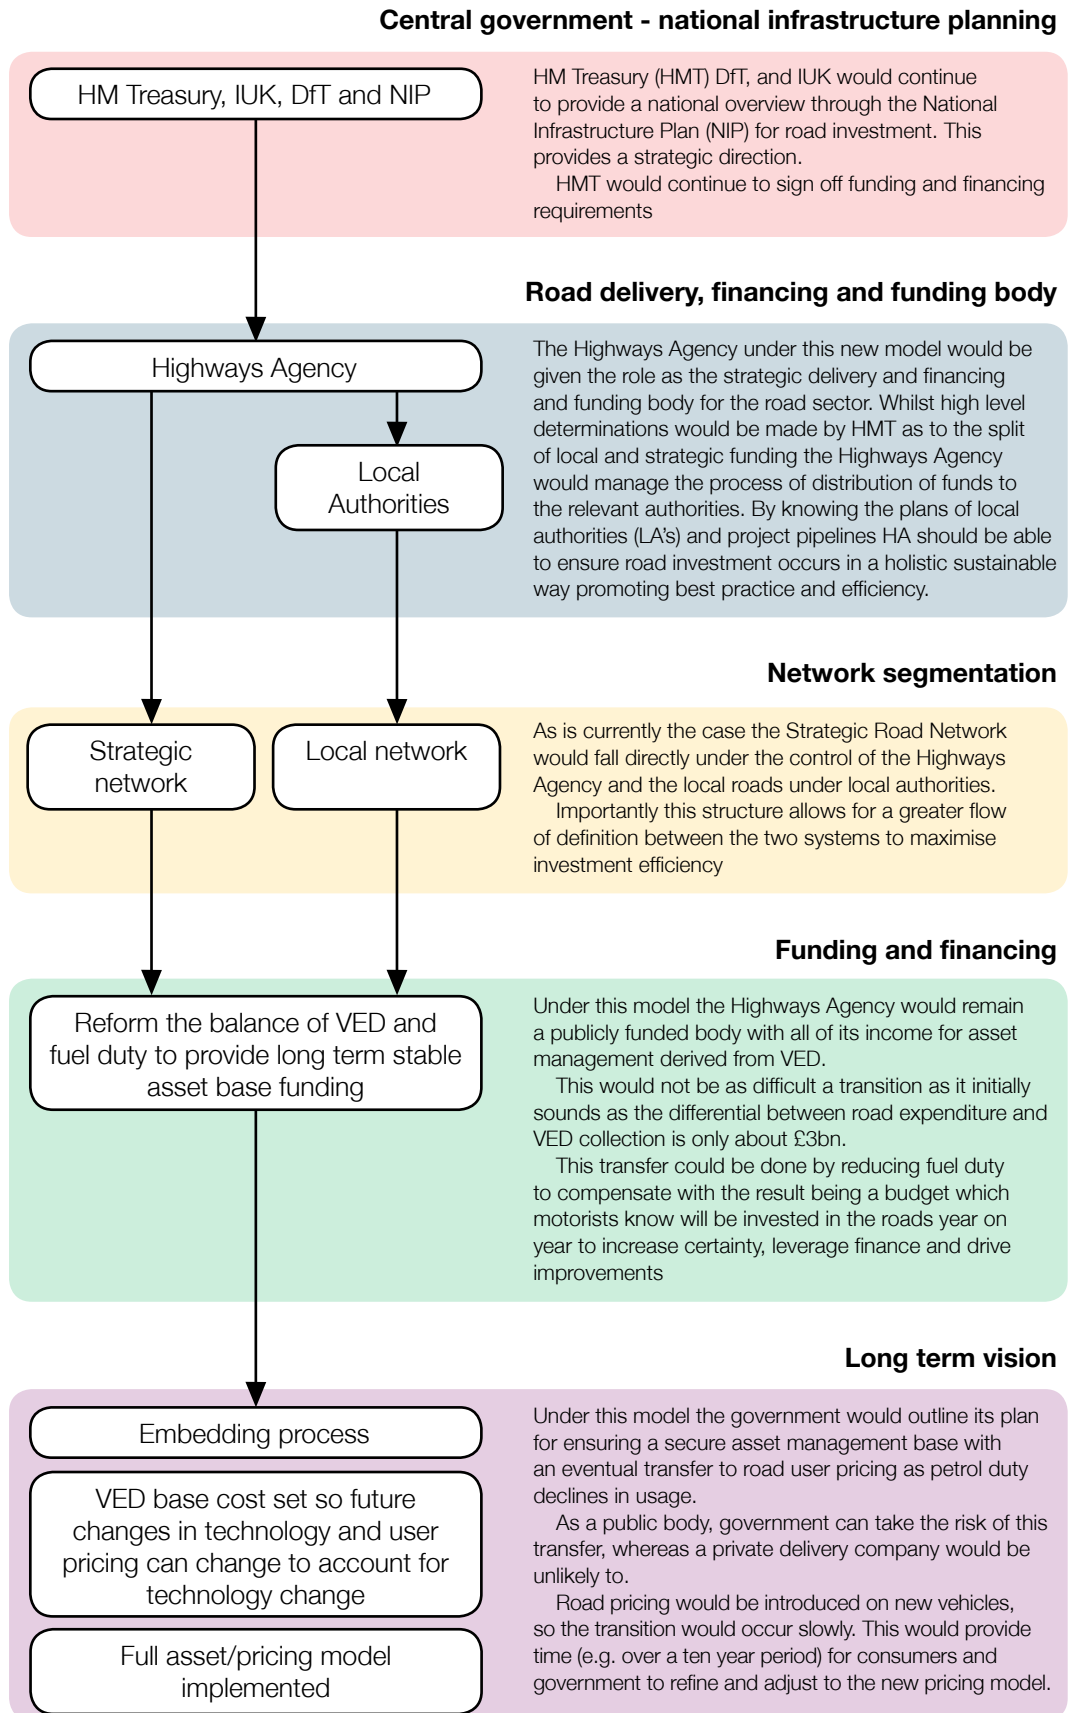 Central government - national infrastructure planning
HM Treasury, IUK, DfT and NIP
HM Treasury (HMT) DfT, and IUK would continue
to provide a national overview through the National
Infrastructure Plan (NIP) for road investment. This
provides a strategic direction.
HMT would continue to sign off funding and financing
requirements
Road delivery, financing and funding body
Highways Agency
Local
Authorities
The Highways Agency under this new model would be
given the role as the strategic delivery and financing
and funding body for the road sector. Whilst high level
determinations would be made by HMT as to the split
of local and strategic funding the Highways Agency
would manage the process of distribution of funds to
the relevant authorities. By knowing the plans of local
authorities (LA's) and project pipelines HA should be able
to ensure road investment occurs in a holistic sustainable
way promoting best practice and efficiency.
Network segmentation
Strategic
network
Local network
As is currently the case the Strategic Road Network
would fall directly under the control of the Highways
Agency and the local roads under local authorities.
Importantly this structure allows for a greater flow
of definition between the two systems to maximise
investment efficiency
Funding and financing
Reform the balance of VED and
fuel duty to provide long term stable
asset base funding
Under this model the Highways Agency would remain
a publicly funded body with all of its income for asset
management derived from VED.
This would not be as difficult a transition as it initially
sounds as the differential between road expenditure and
VED collection is only about £3bn.
This transfer could be done by reducing fuel duty
to compensate with the result being a budget which
motorists know will be invested in the roads year on
year to increase certainty, leverage finance and drive
improvements
Long term vision
Embedding process
VED base cost set so future
changes in technology and user
pricing can change to account for
technology change
Full asset/pricing model
implemented
Under this model the government would outline its plan
for ensuring a secure asset management base with
an eventual transfer to road user pricing as petrol duty
declines in usage.
As a public body, government can take the risk of this
transfer, whereas a private delivery company would be
unlikely to.
Road pricing would be introduced on new vehicles,
so the transition would occur slowly. This would provide
time (e.g. over a ten year period) for consumers and
government to refine and adjust to the new pricing model.